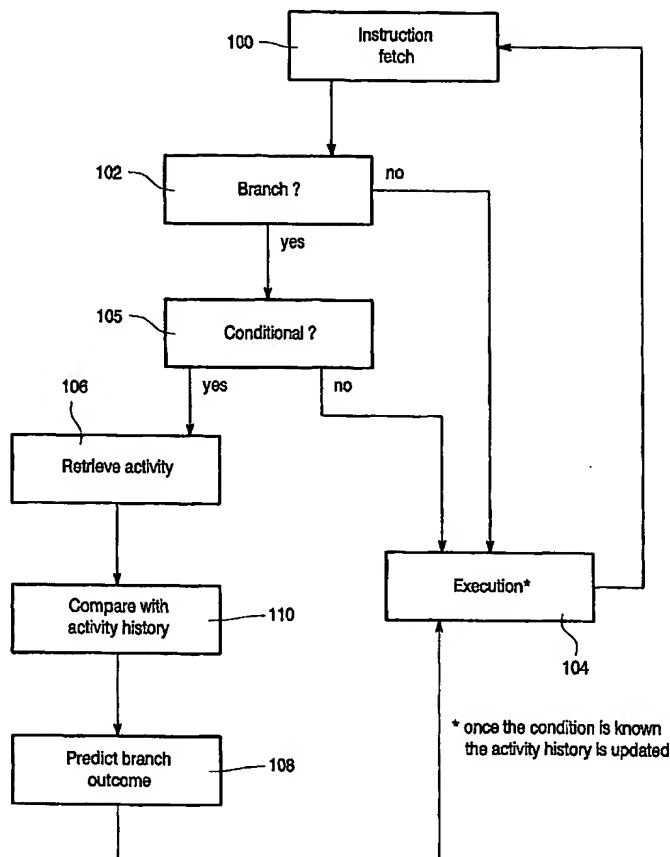 100
Instruction
fetch
102
Branch ?
no
yes
105
Conditional ?
yes
no
106
Retrieve activity
Compare with
activity history
110
Execution*
104
Predict branch
outcome
108
* once the condition is known
the activity history is updated